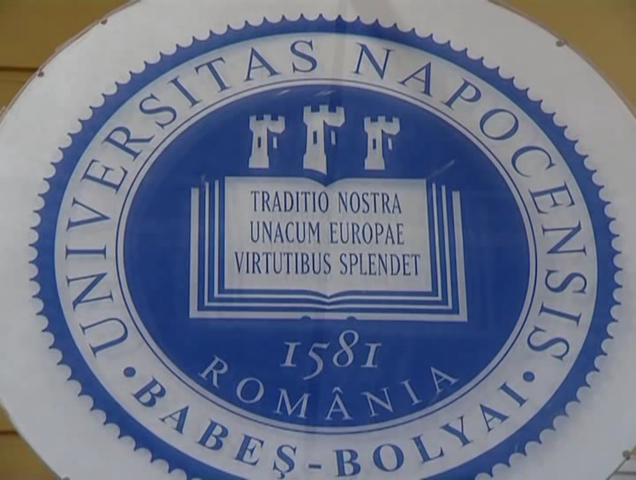 UNIVERSITAS NAPOCENSIS
TRADITIO NOSTRA
UNACUM EUROPAE
VIRTUTIBUS SPLENDET
1581
ROMÂNIA
• BABEŞ-BOLYAI •